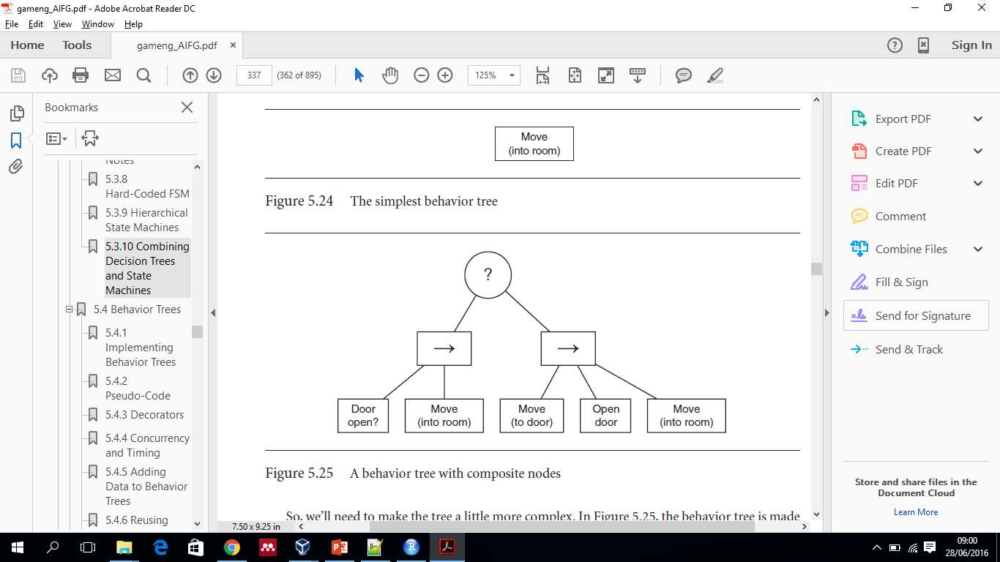 gameng_AIFG.pdf - Adobe Acrobat Reader DC
File Edit View Window Help
Home Tools gameng_AIFG.pdf × ? Sign In
337 (362 of 895) 125%
Bookmarks
Notes
5.3.8
Hard-Coded FSM
5.3.9 Hierarchical
State Machines
5.3.10 Combining
Decision Trees
and State
Machines
5.4 Behavior Trees
5.4.1
Implementing
Behavior Trees
5.4.2
Pseudo-Code
5.4.3 Decorators
5.4.4 Concurrency
and Timing
5.4.5 Adding
Data to Behavior
Trees
5.4.6 Reusing
Move
(into room)
Figure 5.24 The simplest behavior tree
?
→ →
Door
open?
Move
(into room)
Move
(to door)
Open
door
Move
(into room)
Figure 5.25 A behavior tree with composite nodes
So, we'll need to make the tree a little more complex. In Figure 5.25, the behavior tree is made
7.50 x 9.25 in
Export PDF
Create PDF
Edit PDF
Comment
Combine Files
Fill & Sign
Send for Signature
Send & Track
Store and share files in the
Document Cloud
Learn More
09:00
28/06/2016